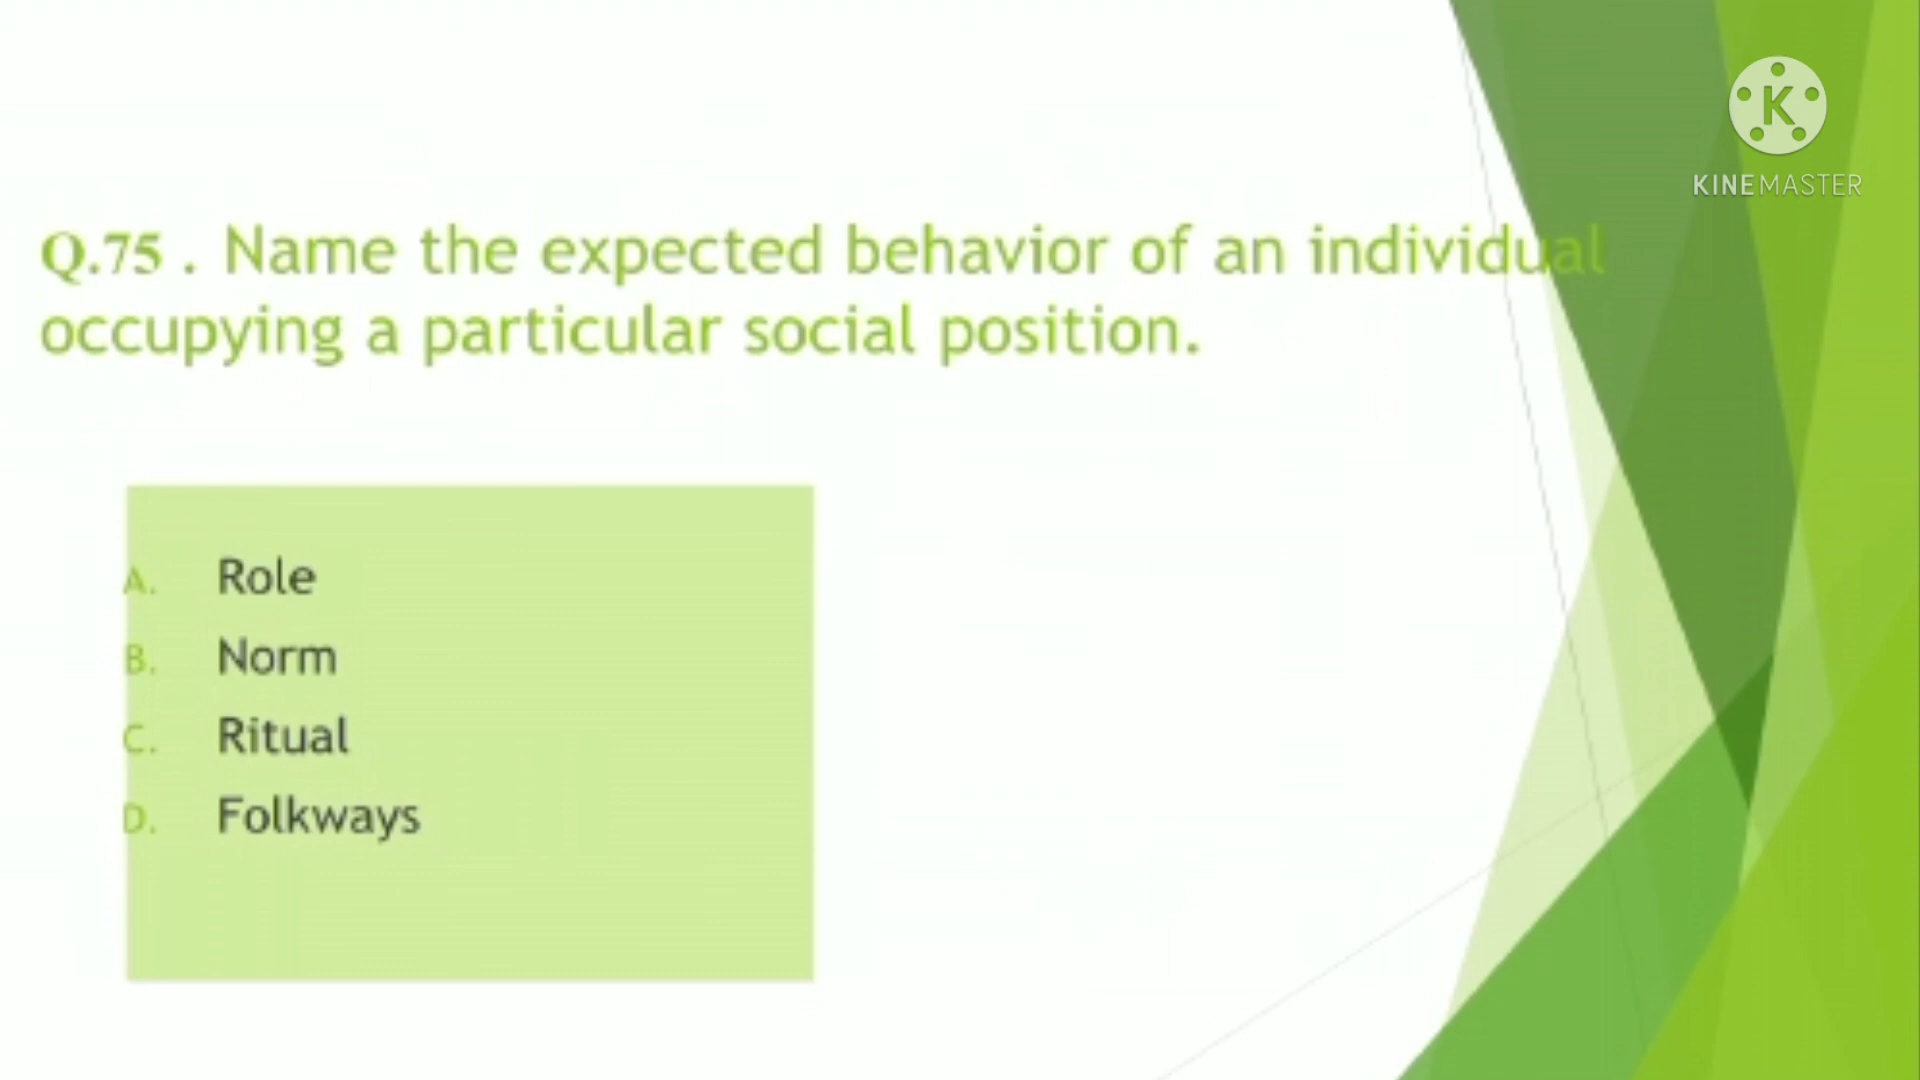 K
KINEMASTER
Q.75 . Name the expected behavior of an individual
occupying a particular social position.
A. Role
B. Norm
C. Ritual
D. Folkways